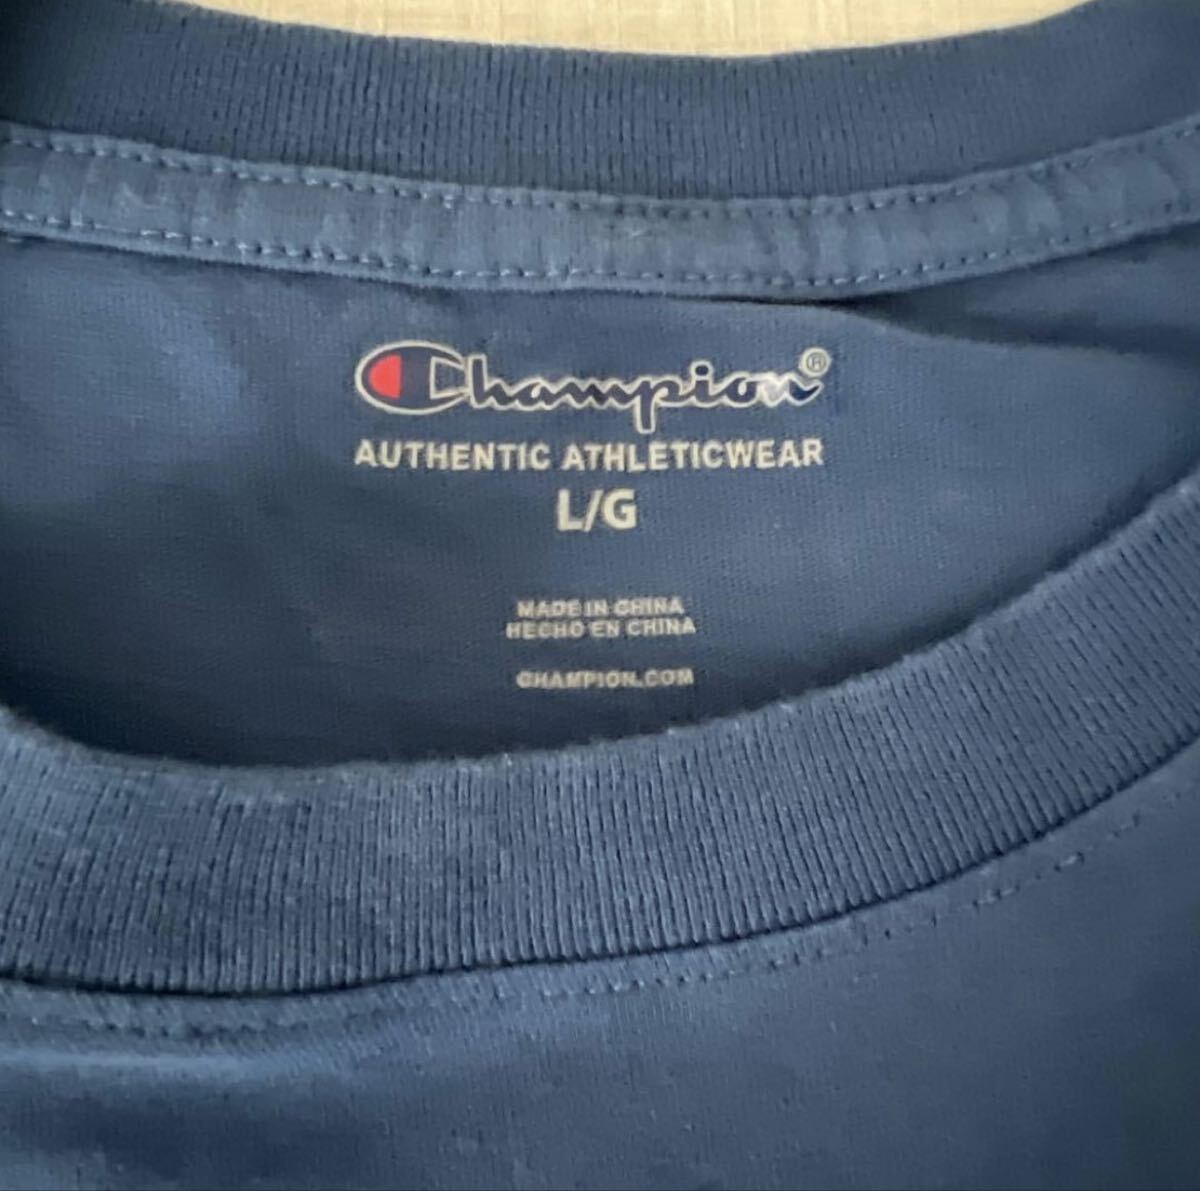 Champion®
AUTHENTIC ATHLETICWEAR
L/G
MADE IN CHINA
HECHO EN CHINA
CHAMPION.COM